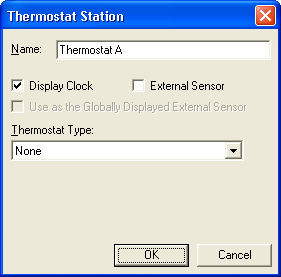 Thermostat Station
Name: Thermostat A
Display Clock External Sensor
Use as the Globally Displayed External Sensor
Thermostat Type:
None
OK Cancel